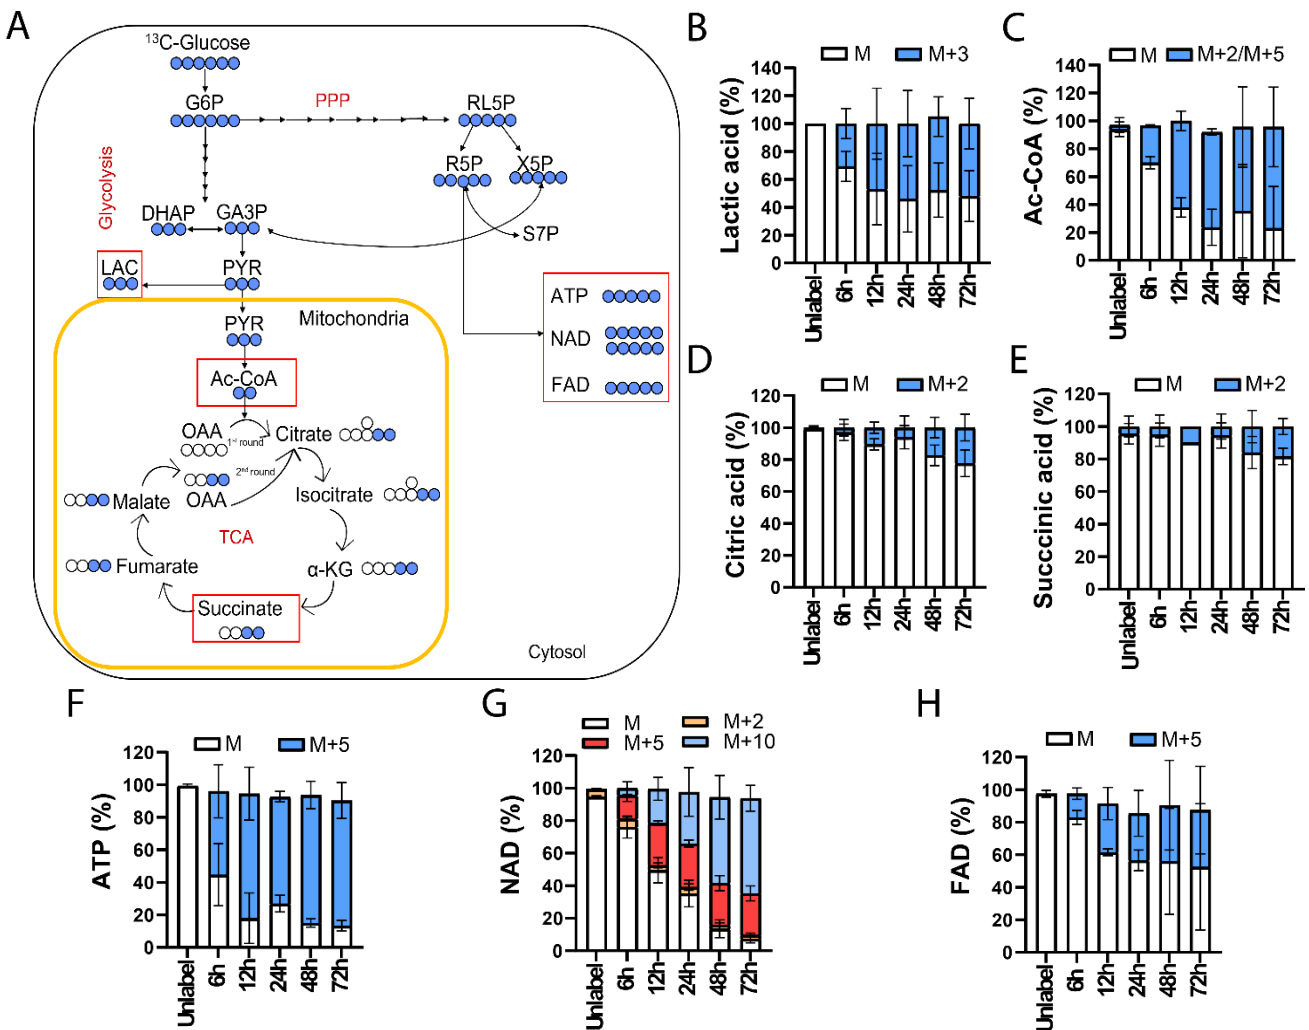 A
¹³C-Glucose
G6P
PPP
RL5P
R5P
X5P
Glycolysis
DHAP
GA3P
S7P
LAC
PYR
ATP
NAD
FAD
PYR
Mitochondria
Ac-CoA
OAA
1st round
Citrate
2nd round
OAA
Isocitrate
Malate
TCA
Fumarate
α-KG
Succinate
Cytosol
B
M M+3
Lactic acid (%)
140
120
100
80
60
40
20
0
Unlabel 6h 12h 24h 48h 72h
C
M M+2/M+5
Ac-CoA (%)
140
120
100
80
60
40
20
0
Unlabel 6h 12h 24h 48h 72h
D
M M+2
Citric acid (%)
120
100
80
60
40
20
0
Unlabel 6h 12h 24h 48h 72h
E
M M+2
Succcinic acid (%)
120
100
80
60
40
20
0
Unlabel 6h 12h 24h 48h 72h
F
M M+5
ATP (%)
120
100
80
60
40
20
0
Unlabel 6h 12h 24h 48h 72h
G
M M+2
M+5 M+10
NAD (%)
120
100
80
60
40
20
0
Unlabel 6h 12h 24h 48h 72h
H
M M+5
FAD (%)
120
100
80
60
40
20
0
Unlabel 6h 12h 24h 48h 72h